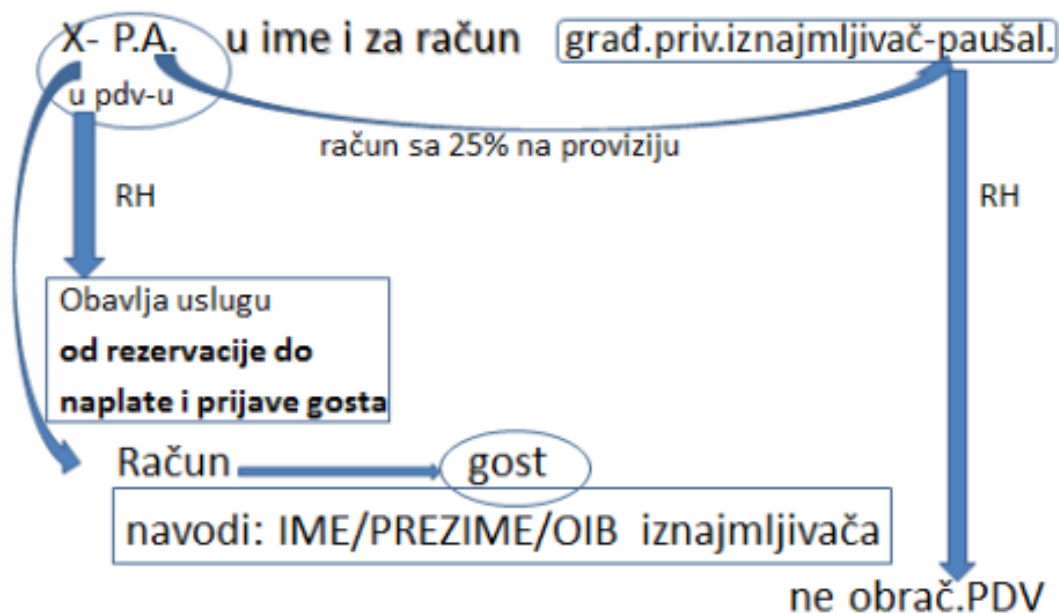 X- P.A. u ime i za račun građ.priv.iznajmljivač-paušal.
u pdv-u
račun sa 25% na proviziju
RH
RH
Obavlja uslugu
od rezervacije do
naplate i prijave gosta
Račun gost
navodi: IME/PREZIME/OIB iznajmljivača
ne obrač.PDV